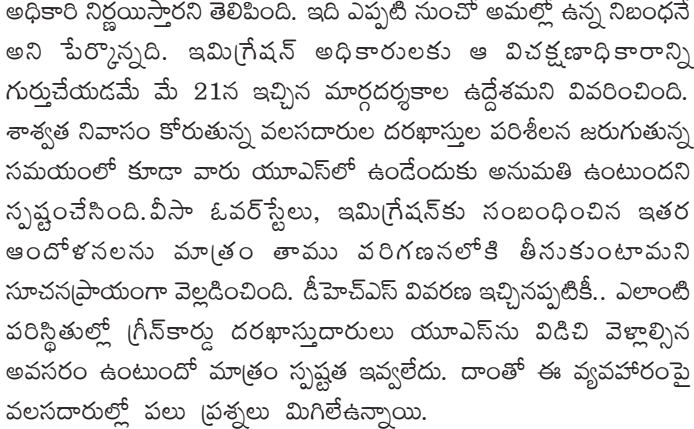 అధికారి నిర్ణయిస్తారని తెలిపింది. ఇది ఎప్పటి నుంచో అమల్లో ఉన్న నిబంధనే
అని పేర్కొన్నది. ఇమిగ్రేషన్ అధికారులకు ఆ విచక్షణాధికారాన్ని
గుర్తుచేయడమే మే 21న ఇచ్చిన మార్గదర్శకాల ఉద్దేశమని వివరించింది.
శాశ్వత నివాసం కోరుతున్న వలసదారుల దరఖాస్తుల పరిశీలన జరుగుతున్న
సమయంలో కూడా వారు యూఎస్‌లో ఉండేందుకు అనుమతి ఉంటుందని
స్పష్టంచేసింది.వీసా ఓవర్‌స్టేలు, ఇమిగ్రేషన్‌కు సంబంధించిన ఇతర
ఆందోళనలను మాత్రం తాము వరిగణనలోకి తీసుకుంటామని
సూచనప్రాయంగా వెల్లడించింది. డీహెచ్‌ఎస్ వివరణ ఇచ్చినప్పటికీ.. ఎలాంటి
పరిస్థితుల్లో గ్రీన్‌కార్డు దరఖాస్తుదారులు యూఎస్‌ను విడిచి వెళ్లాల్సిన
అవసరం ఉంటుందో మాత్రం స్పష్టత ఇవ్వలేదు. దాంతో ఈ వ్యవహారంపై
వలసదారుల్లో పలు ప్రశ్నలు మిగిలేఉన్నాయి.